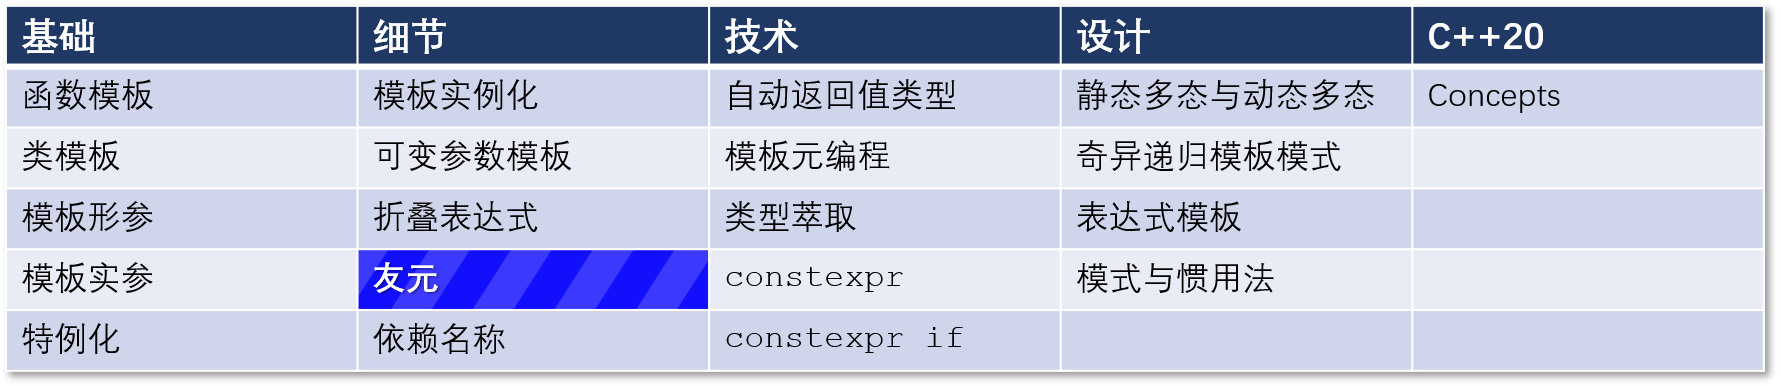 基础 细节 技术 设计 C++20
函数模板 模板实例化 自动返回值类型 静态多态与动态多态 Concepts
类模板 可变参数模板 模板元编程 奇异递归模板模式
模板形参 折叠表达式 类型萃取 表达式模板
模板实参 友元 constexpr 模式与惯用法
特例化 依赖名称 constexpr if